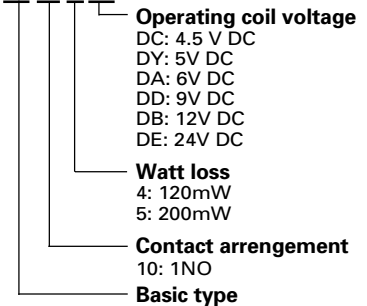 Operating coil voltage
DC: 4.5 V DC
DY: 5V DC
DA: 6V DC
DD: 9V DC
DB: 12V DC
DE: 24V DC
Watt loss
4: 120mW
5: 200mW
Contact arrengement
10: 1NO
Basic type